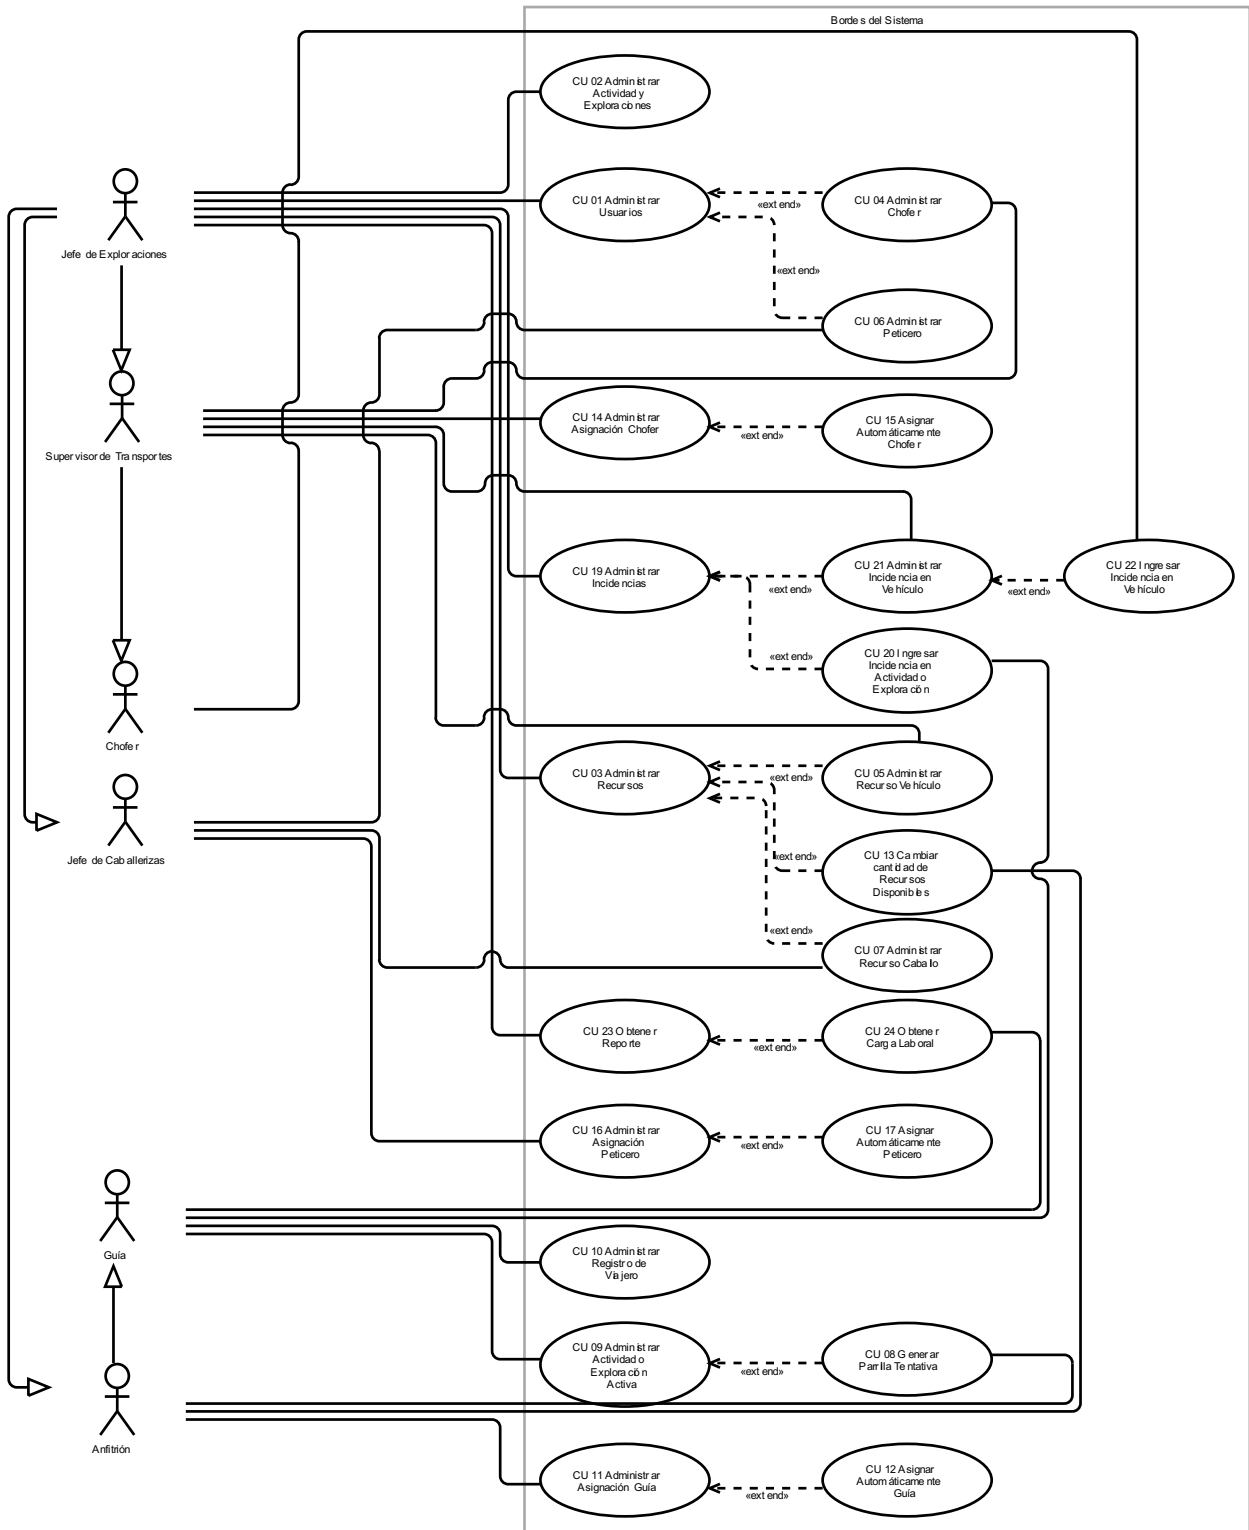 Bordes del Sistema
CU 02 Administrar
Actividad y
Exploraciones
Jefe de Exploraciones
CU 01 Administrar
Usuarios
«extend»
CU 04 Administrar
Chofer
«extend»
CU 06 Administrar
Peticero
Supervisor de Transportes
CU 14 Administrar
Asignación Chofer
«extend»
CU 15 Asignar
Automáticamente
Chofer
CU 19 Administrar
Incidencias
«extend»
CU 21 Administrar
Incidencia en
Vehículo
«extend»
CU 22 Ingresar
Incidencia en
Vehículo
«extend»
CU 20 Ingresar
Incidencia en
Actividad o
Exploración
Chofer
CU 03 Administrar
Recursos
«extend»
CU 05 Administrar
Recurso Vehículo
Jefe de Caballerizas
«extend»
CU 13 Cambiar
cantidad de
Recursos
Disponibles
«extend»
CU 07 Administrar
Recurso Caballo
CU 23 Obtener
Reporte
«extend»
CU 24 Obtener
Carga Laboral
CU 16 Administrar
Asignación
Peticero
«extend»
CU 17 Asignar
Automáticamente
Peticero
Guía
CU 10 Administrar
Registro de
Viajero
CU 09 Administrar
Actividad o
Exploración
Activa
«extend»
CU 08 Generar
Parrilla Tentativa
Anfitrión
CU 11 Administrar
Asignación Guía
«extend»
CU 12 Asignar
Automáticamente
Guía